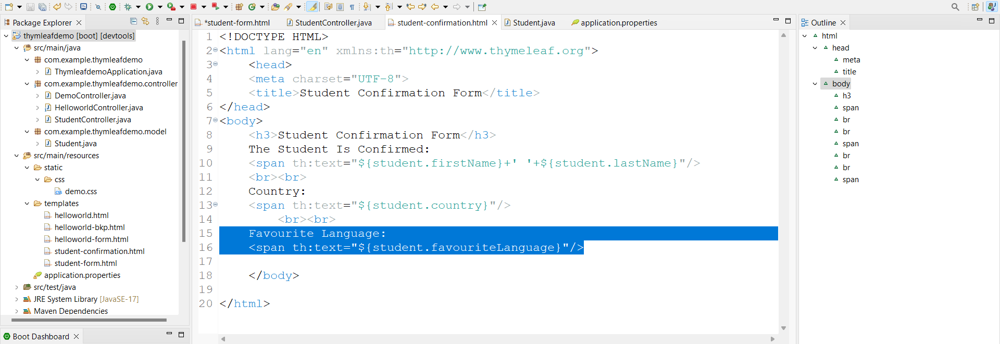 Package Explorer
thymleafdemo [boot] [devtools]
src/main/java
com.example.thymleafdemo
ThymleafdemoApplication.java
com.example.thymleafdemo.controller
DemoController.java
HelloworldController.java
StudentController.java
com.example.thymleafdemo.model
Student.java
src/main/resources
static
css
demo.css
templates
helloworld.html
helloworld-bkp.html
helloworld-form.html
student-confirmation.html
student-form.html
application.properties
src/test/java
JRE System Library [JavaSE-17]
Maven Dependencies
Boot Dashboard
*student-form.html StudentController.java student-confirmation.html Student.java application.properties
1 <!DOCTYPE HTML>
2 <html lang="en" xmlns:th="http://www.thymeleaf.org">
3 <head>
4 <meta charset="UTF-8">
5 <title>Student Confirmation Form</title>
6 </head>
7 <body>
8 <h3>Student Confirmation Form</h3>
9 The Student Is Confirmed:
10 <span th:text="${student.firstName}+' '+${student.lastName}"/>
11 <br><br>
12 Country:
13 <span th:text="${student.country}"/>
14 <br><br>
15 Favourite Language:
16 <span th:text="${student.favouriteLanguage}"/>
17
18 </body>
19
20 </html>
Outline
html
head
meta
title
body
h3
span
br
br
span
br
br
span